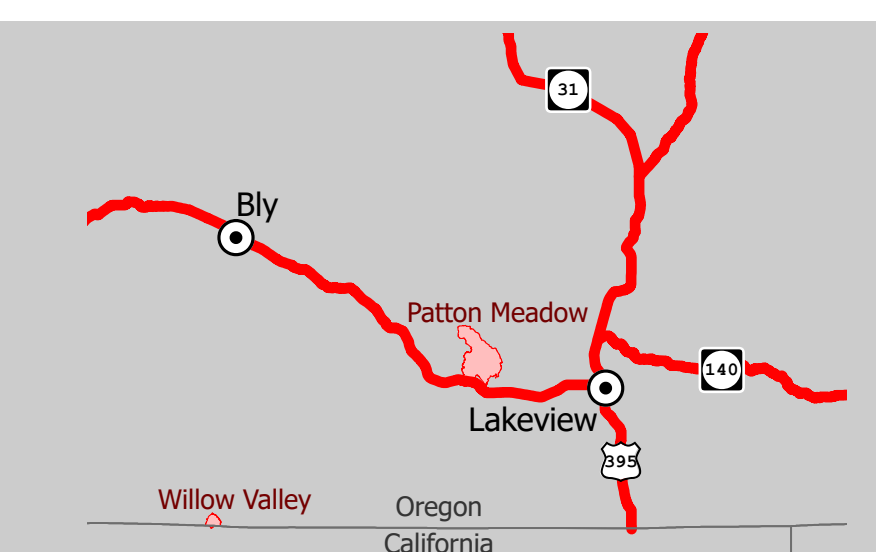 31
Bly
Patton Meadow
140
Lakeview
395
Willow Valley
Oregon
California